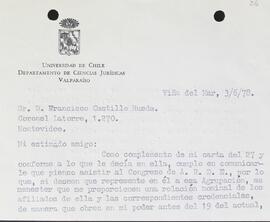 26
UNIVERSIDAD DE CHILE
DEPARTAMENTO DE CIENCIAS JURÍDICAS
VALPARAÍSO
Viña del Mar, 3/6/78.
Sr. D. Francisco Castillo Rueda.
Coronel Latorre, 1.270.
Montevideo.
Mi estimado amigo:
Como complemento de mi carta del 27 y
conforme a lo que le decía en ella, cumplo en comunicar-
le que pienso asistir al Congreso de A. R. D. E., por lo
que, si desean que represente en él a esa Agrupación, es
menester que me proporcionen una relación nominal de los
afiliados de ella y las correspondientes credenciales,
de manera que obren en mi poder antes del 19 del actual,